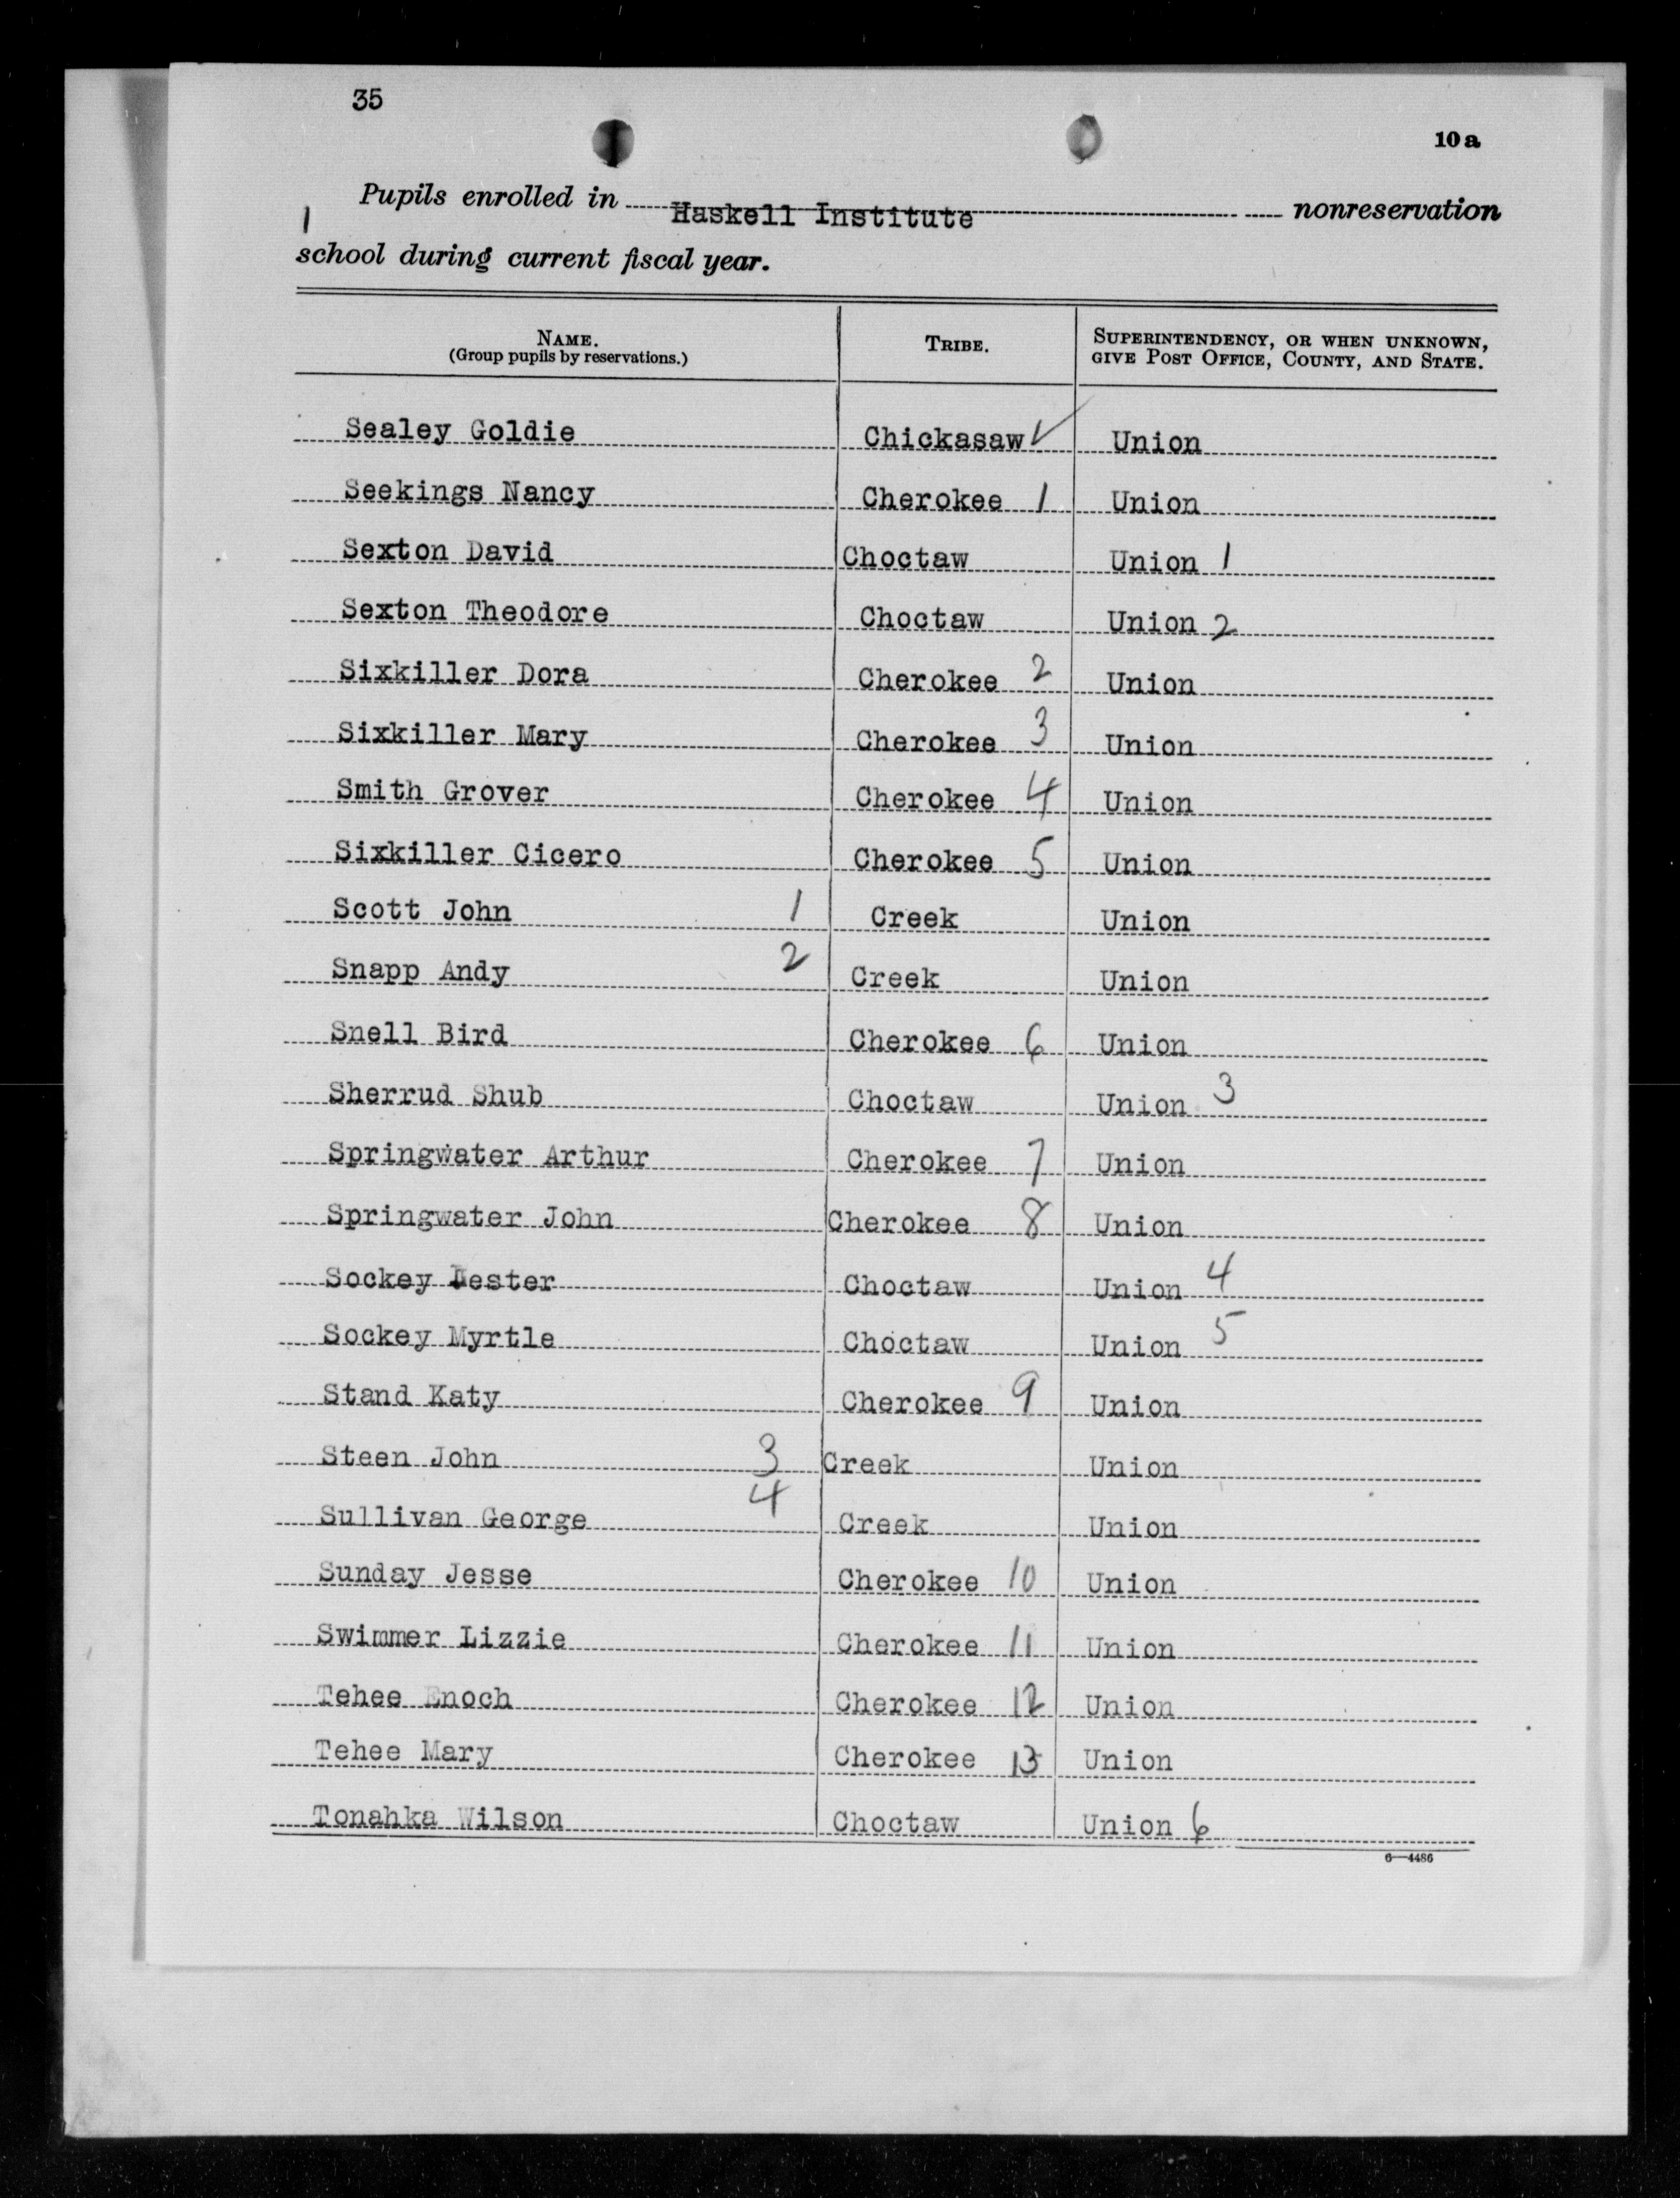 35
10 a
Pupils enrolled in Haskell Institute nonreservation
school during current fiscal year.
NAME. TRIBE. SUPERINTENDENCY, OR WHEN UNKNOWN,
(Group pupils by reservations.) GIVE POST OFFICE, COUNTY, AND STATE.
Sealey Goldie Chickasaw ✓ Union
Seekings Nancy Cherokee 1 Union
Sexton David Choctaw Union 1
Sexton Theodore Choctaw Union 2
Sixkiller Dora Cherokee 2 Union
Sixkiller Mary Cherokee 3 Union
Smith Grover Cherokee 4 Union
Sixkiller Cicero Cherokee 5 Union
Scott John 1 Creek Union
Snapp Andy 2 Creek Union
Snell Bird Cherokee 6 Union
Sherrud Shub Choctaw Union 3
Springwater Arthur Cherokee 7 Union
Springwater John Cherokee 8 Union
Sockey Lester Choctaw Union 4
Sockey Myrtle Choctaw Union 5
Stand Katy Cherokee 9 Union
Steen John 3 Creek Union
Sullivan George 4 Creek Union
Sunday Jesse Cherokee 10 Union
Swimmer Lizzie Cherokee 11 Union
Tehee Enoch Cherokee 12 Union
Tehee Mary Cherokee 13 Union
Tonahka Wilson Choctaw Union 6
6—4486